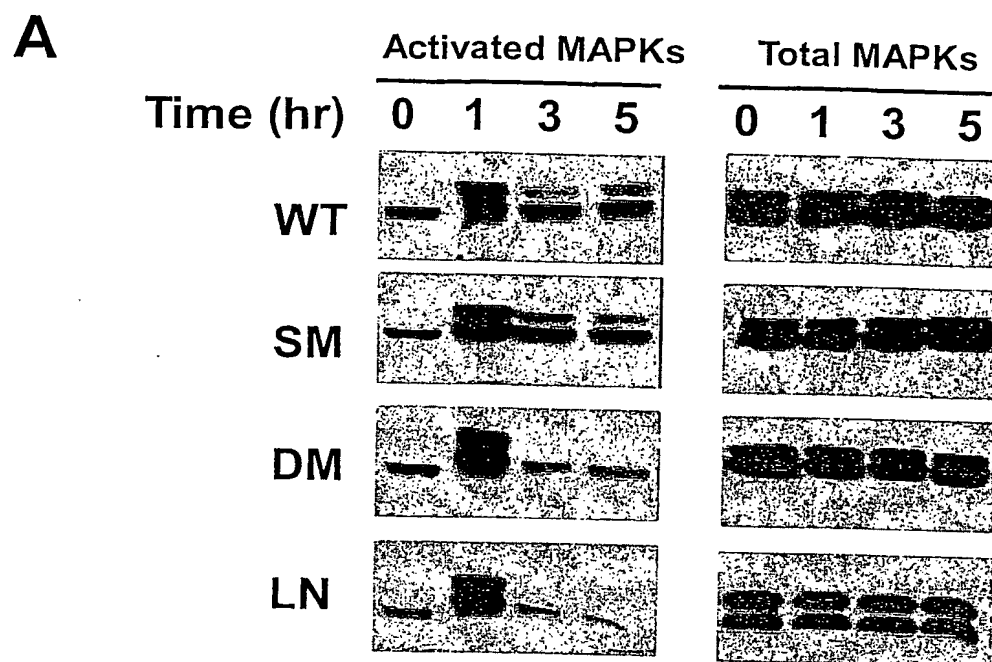 A
Activated MAPKs Total MAPKs
Time (hr) 0 1 3 5 0 1 3 5
WT
SM
DM
LN